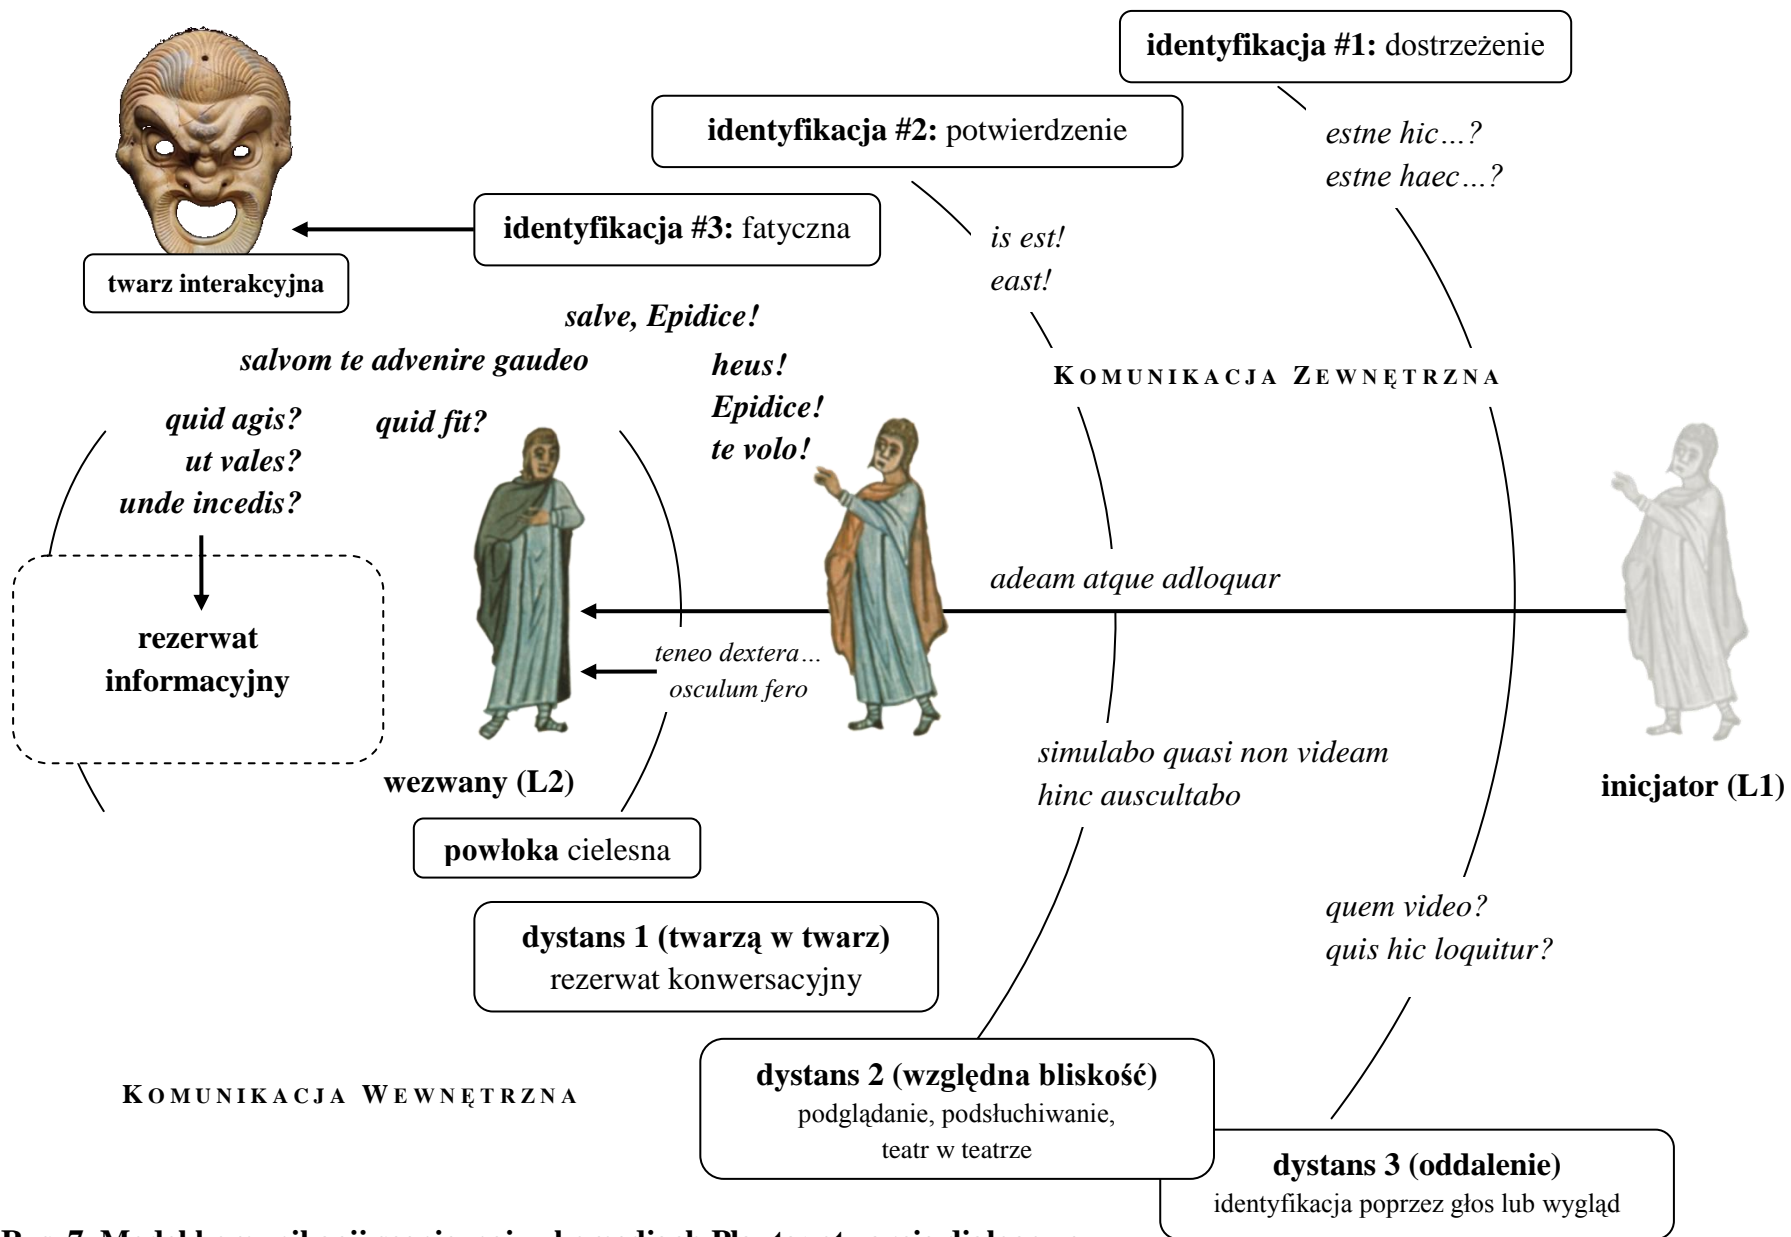 identyfikacja #1: dostrzeżenie
identyfikacja #2: potwierdzenie
estne hic…?
estne haec…?
identyfikacja #3: fatyczna
is est!
east!
twarz interakcyjna
salve, Epidice!
salvom te advenire gaudeo
heus!
Epidice!
te volo!
KOMUNIKACJA ZEWNĘTRZNA
quid agis?
ut vales?
unde incedis?
quid fit?
adeam atque adloquar
rezerwat
informacyjny
teneo dextera…
osculum fero
simulabo quasi non videam
hinc auscultabo
wezwany (L2)
inicjator (L1)
powłoka cielesna
quem video?
quis hic loquitur?
dystans 1 (twarzą w twarz)
rezerwat konwersacyjny
dystans 2 (względna bliskość)
podglądanie, podsłuchiwanie,
teatr w teatrze
KOMUNIKACJA WEWNĘTRZNA
dystans 3 (oddalenie)
identyfikacja poprzez głos lub wygląd